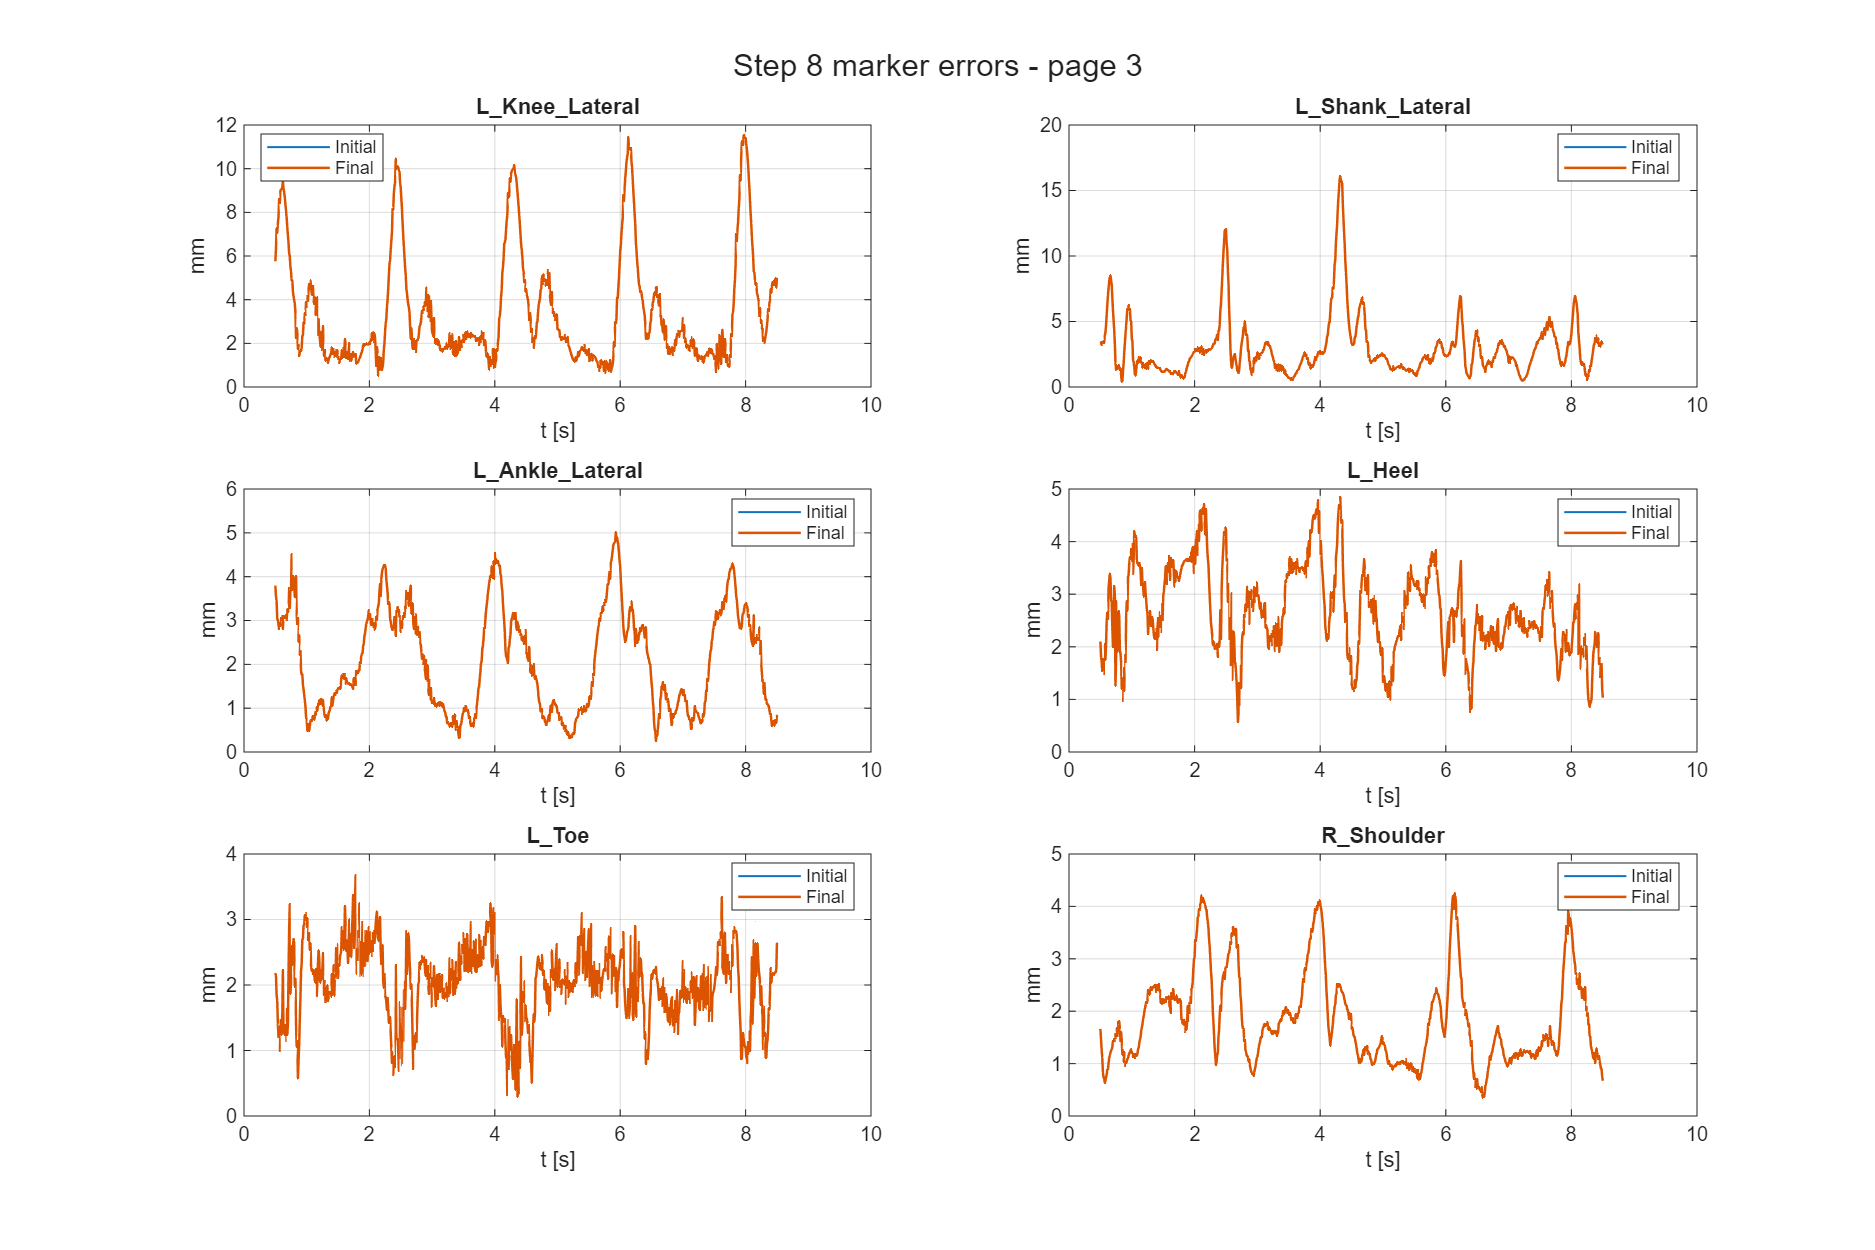 Step 8 marker errors - page 3
L_Knee_Lateral
12
10
8
6
4
2
0
0 2 4 6 8 10
mm
t [s]
Initial
Final
L_Shank_Lateral
20
15
10
5
0
0 2 4 6 8 10
mm
t [s]
Initial
Final
L_Ankle_Lateral
6
5
4
3
2
1
0
0 2 4 6 8 10
mm
t [s]
Initial
Final
L_Heel
5
4
3
2
1
0
0 2 4 6 8 10
mm
t [s]
Initial
Final
L_Toe
4
3
2
1
0
0 2 4 6 8 10
mm
t [s]
Initial
Final
R_Shoulder
5
4
3
2
1
0
0 2 4 6 8 10
mm
t [s]
Initial
Final